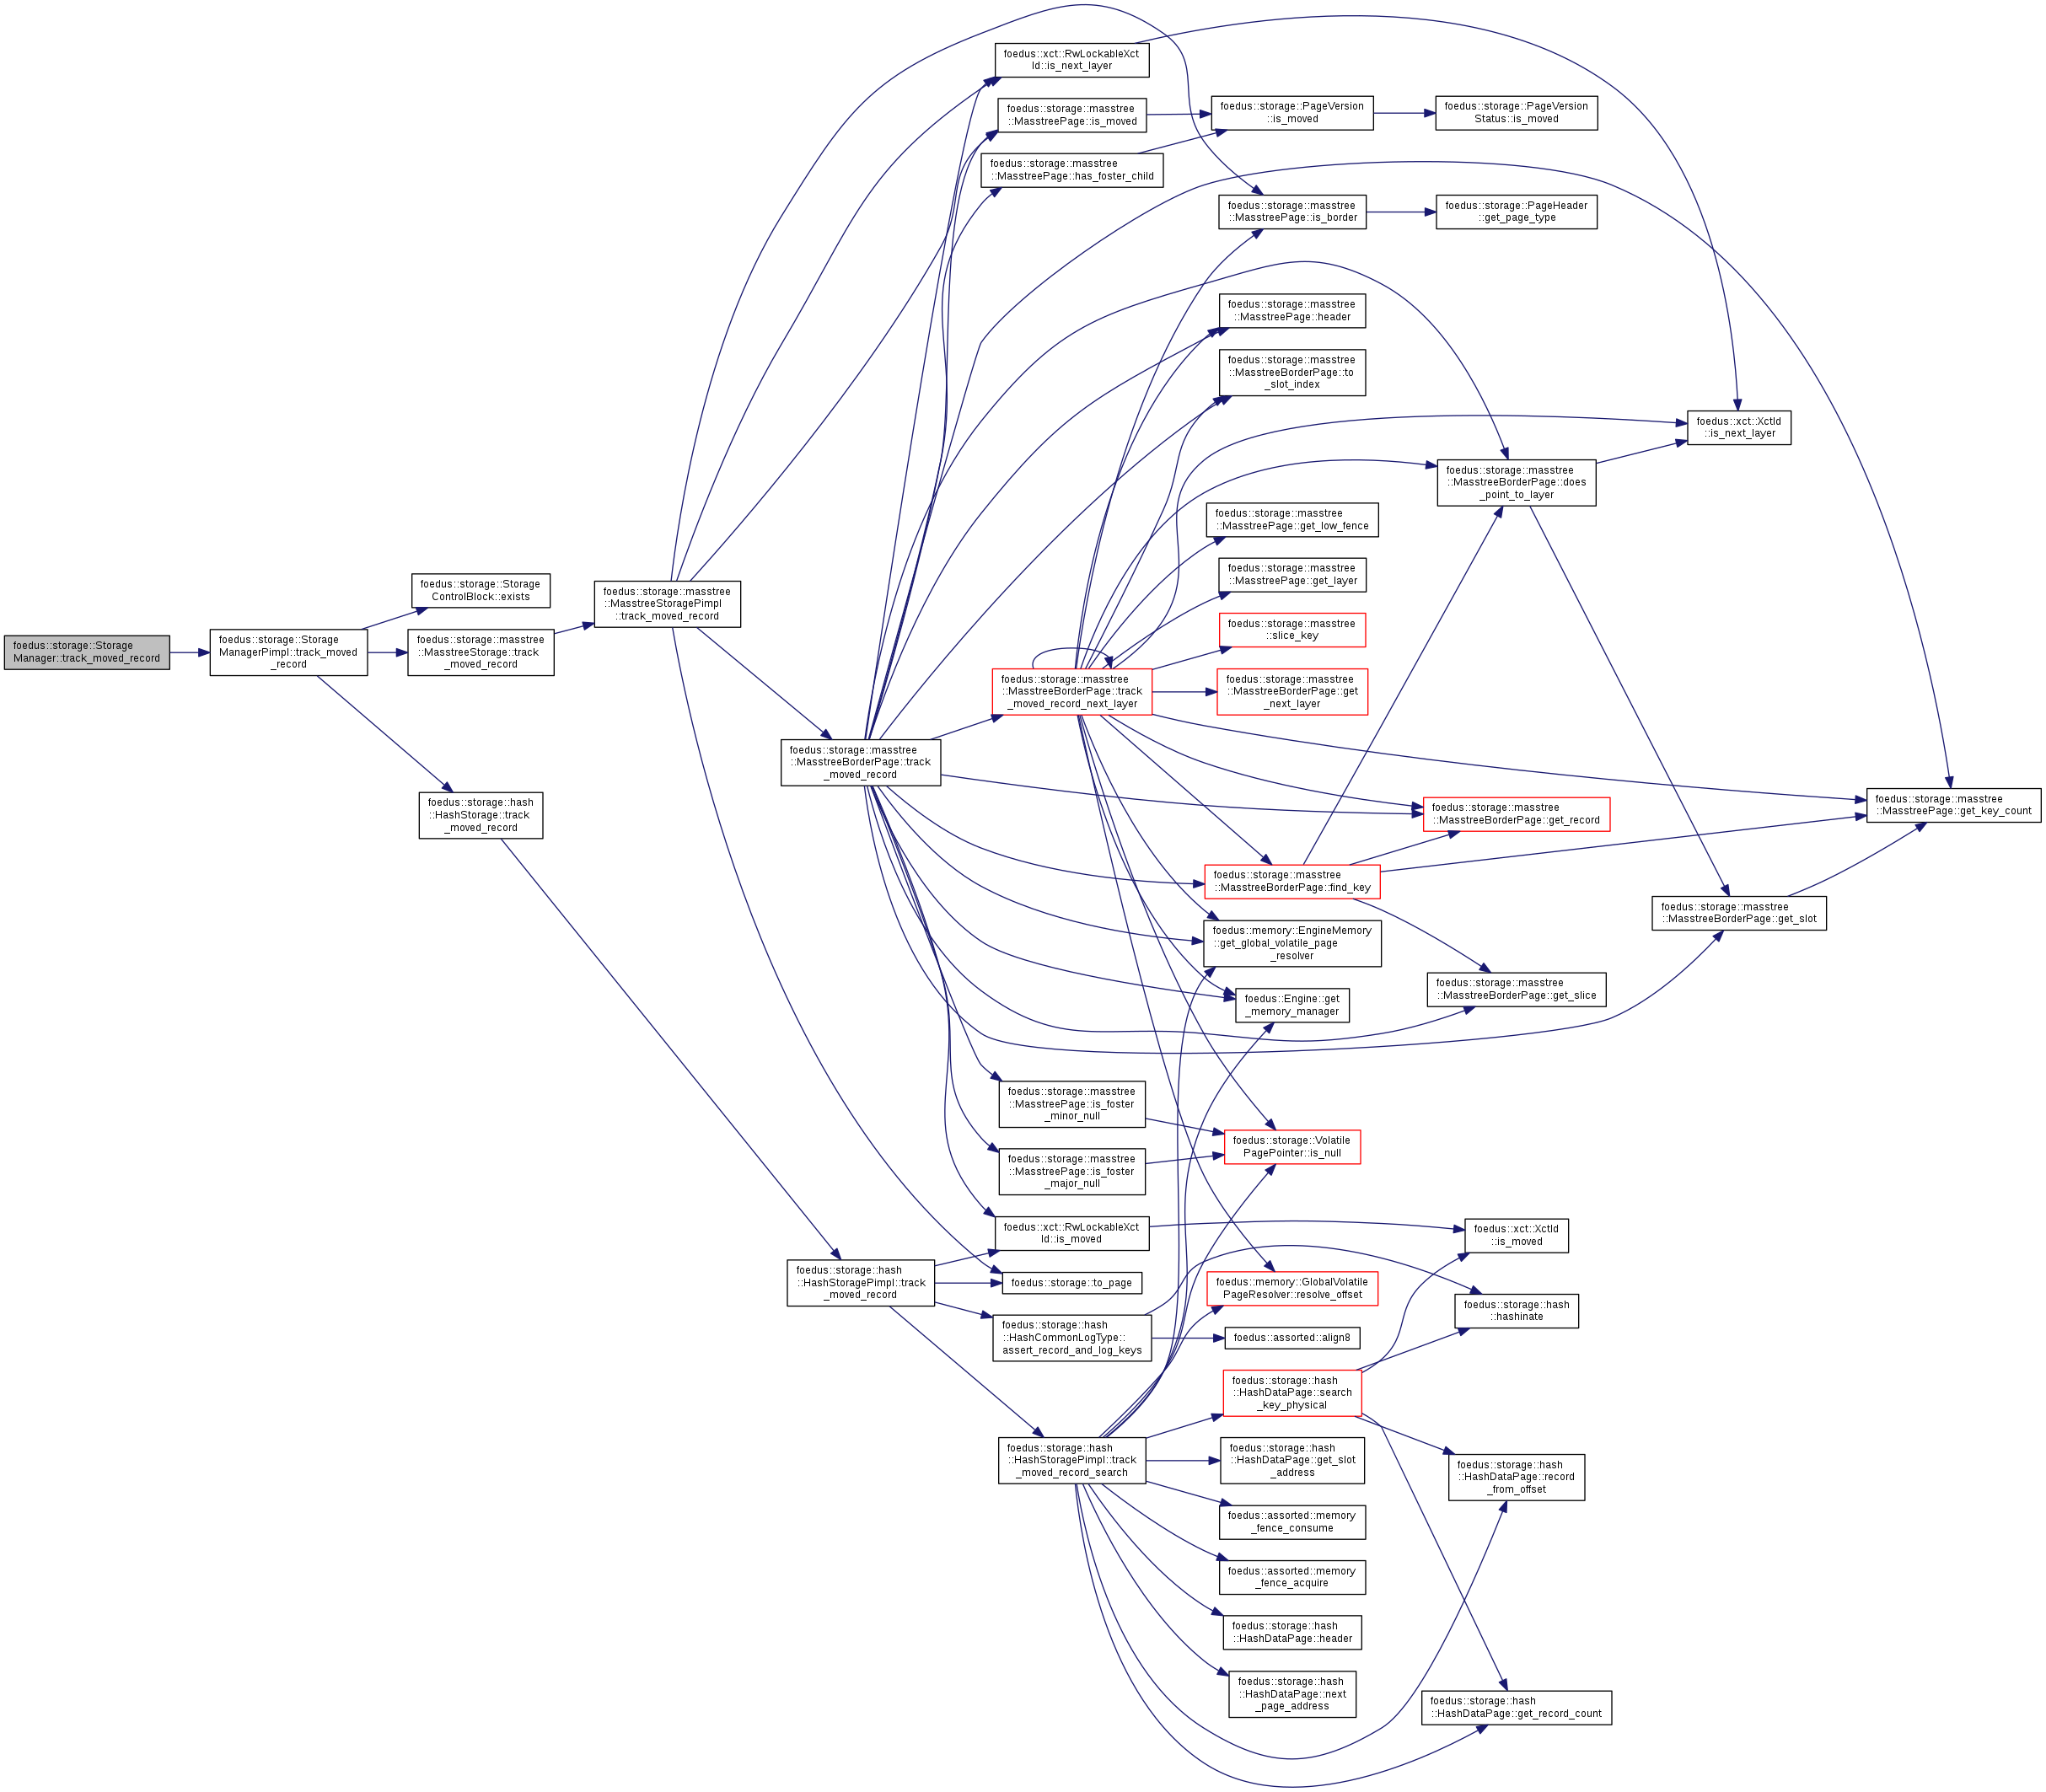 foedus::storage::Storage
Manager::track_moved_record
foedus::storage::Storage
ManagerPimpl::track_moved
_record
foedus::storage::Storage
ControlBlock::exists
foedus::storage::masstree
::MasstreeStorage::track
_moved_record
foedus::storage::hash
::HashStorage::track
_moved_record
foedus::storage::masstree
::MasstreeStoragePimpl
::track_moved_record
foedus::storage::masstree
::MasstreeBorderPage::track
_moved_record
foedus::storage::hash
::HashStoragePimpl::track
_moved_record
foedus::xct::RwLockableXct
Id::is_next_layer
foedus::storage::masstree
::MasstreePage::is_moved
foedus::storage::masstree
::MasstreePage::has_foster_child
foedus::storage::masstree
::MasstreeBorderPage::track
_moved_record_next_layer
foedus::storage::masstree
::MasstreePage::is_foster
_minor_null
foedus::storage::masstree
::MasstreePage::is_foster
_major_null
foedus::xct::RwLockableXct
Id::is_moved
foedus::storage::to_page
foedus::storage::hash
::HashCommonLogType::
assert_record_and_log_keys
foedus::storage::hash
::HashStoragePimpl::track
_moved_record_search
foedus::storage::PageVersion
::is_moved
foedus::storage::masstree
::MasstreePage::is_border
foedus::storage::masstree
::MasstreePage::header
foedus::storage::masstree
::MasstreeBorderPage::to
_slot_index
foedus::storage::masstree
::MasstreePage::get_low_fence
foedus::storage::masstree
::MasstreePage::get_layer
foedus::storage::masstree
::slice_key
foedus::storage::masstree
::MasstreeBorderPage::get
_next_layer
foedus::storage::masstree
::MasstreeBorderPage::find_key
foedus::memory::EngineMemory
::get_global_volatile_page
_resolver
foedus::Engine::get
_memory_manager
foedus::storage::Volatile
PagePointer::is_null
foedus::memory::GlobalVolatile
PageResolver::resolve_offset
foedus::assorted::align8
foedus::storage::hash
::HashDataPage::search
_key_physical
foedus::storage::hash
::HashDataPage::get_slot
_address
foedus::assorted::memory
_fence_consume
foedus::assorted::memory
_fence_acquire
foedus::storage::hash
::HashDataPage::header
foedus::storage::hash
::HashDataPage::next
_page_address
foedus::storage::PageVersion
Status::is_moved
foedus::storage::PageHeader
::get_page_type
foedus::storage::masstree
::MasstreeBorderPage::does
_point_to_layer
foedus::storage::masstree
::MasstreeBorderPage::get_record
foedus::storage::masstree
::MasstreeBorderPage::get_slice
foedus::xct::XctId
::is_moved
foedus::storage::hash
::hashinate
foedus::storage::hash
::HashDataPage::record
_from_offset
foedus::storage::hash
::HashDataPage::get_record_count
foedus::xct::XctId
::is_next_layer
foedus::storage::masstree
::MasstreeBorderPage::get_slot
foedus::storage::masstree
::MasstreePage::get_key_count